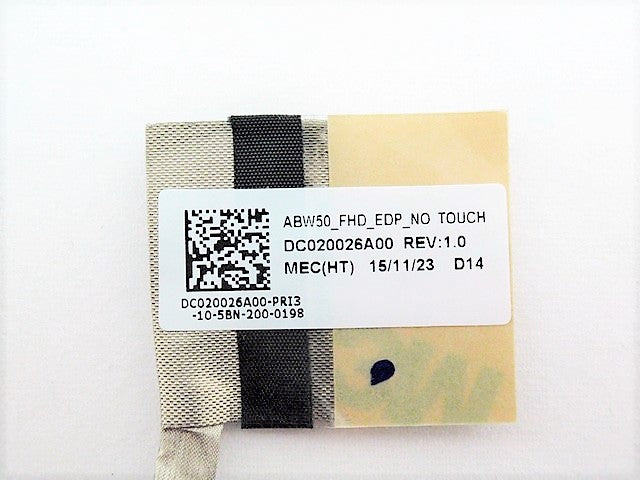 ABW50_FHD_EDP_NO TOUCH
DC020026A00 REV:1.0
MEC(HT) 15/11/23 D14
DC020026A00-PRI3
-10-5BN-200-0198